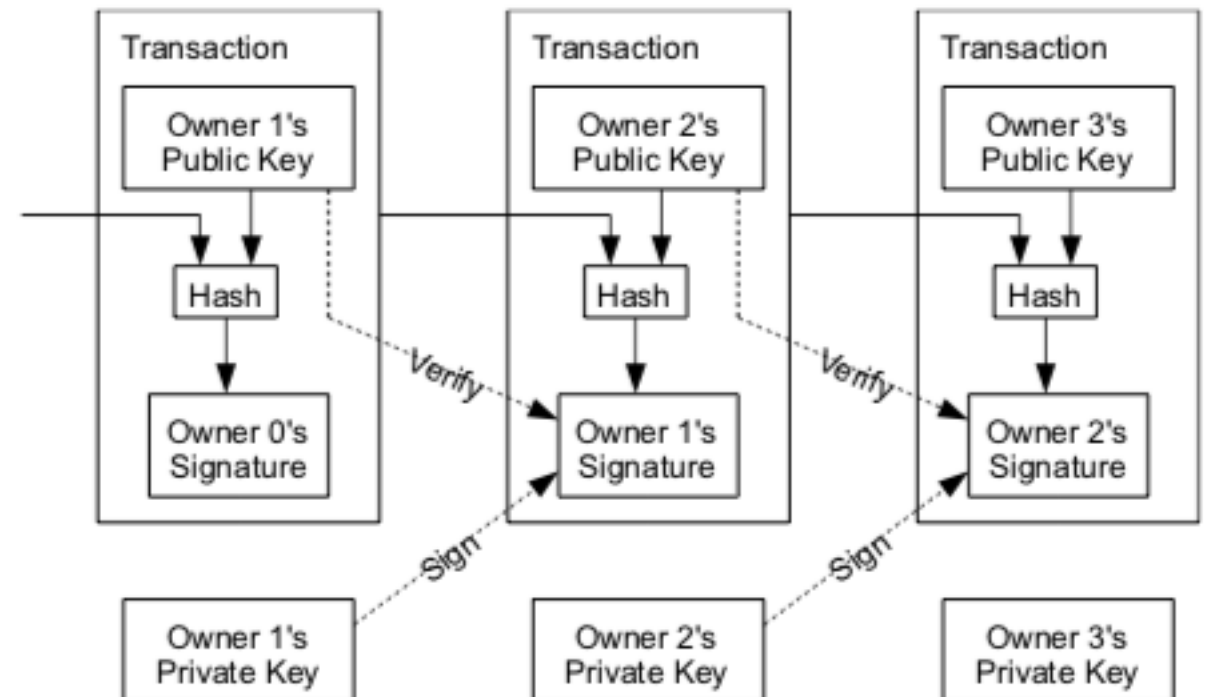 Transaction
Owner 1's
Public Key
Hash
Owner 0's
Signature
Transaction
Owner 2's
Public Key
Hash
Verify
Owner 1's
Signature
Transaction
Owner 3's
Public Key
Hash
Verify
Owner 2's
Signature
Sign
Sign
Owner 1's
Private Key
Owner 2's
Private Key
Owner 3's
Private Key